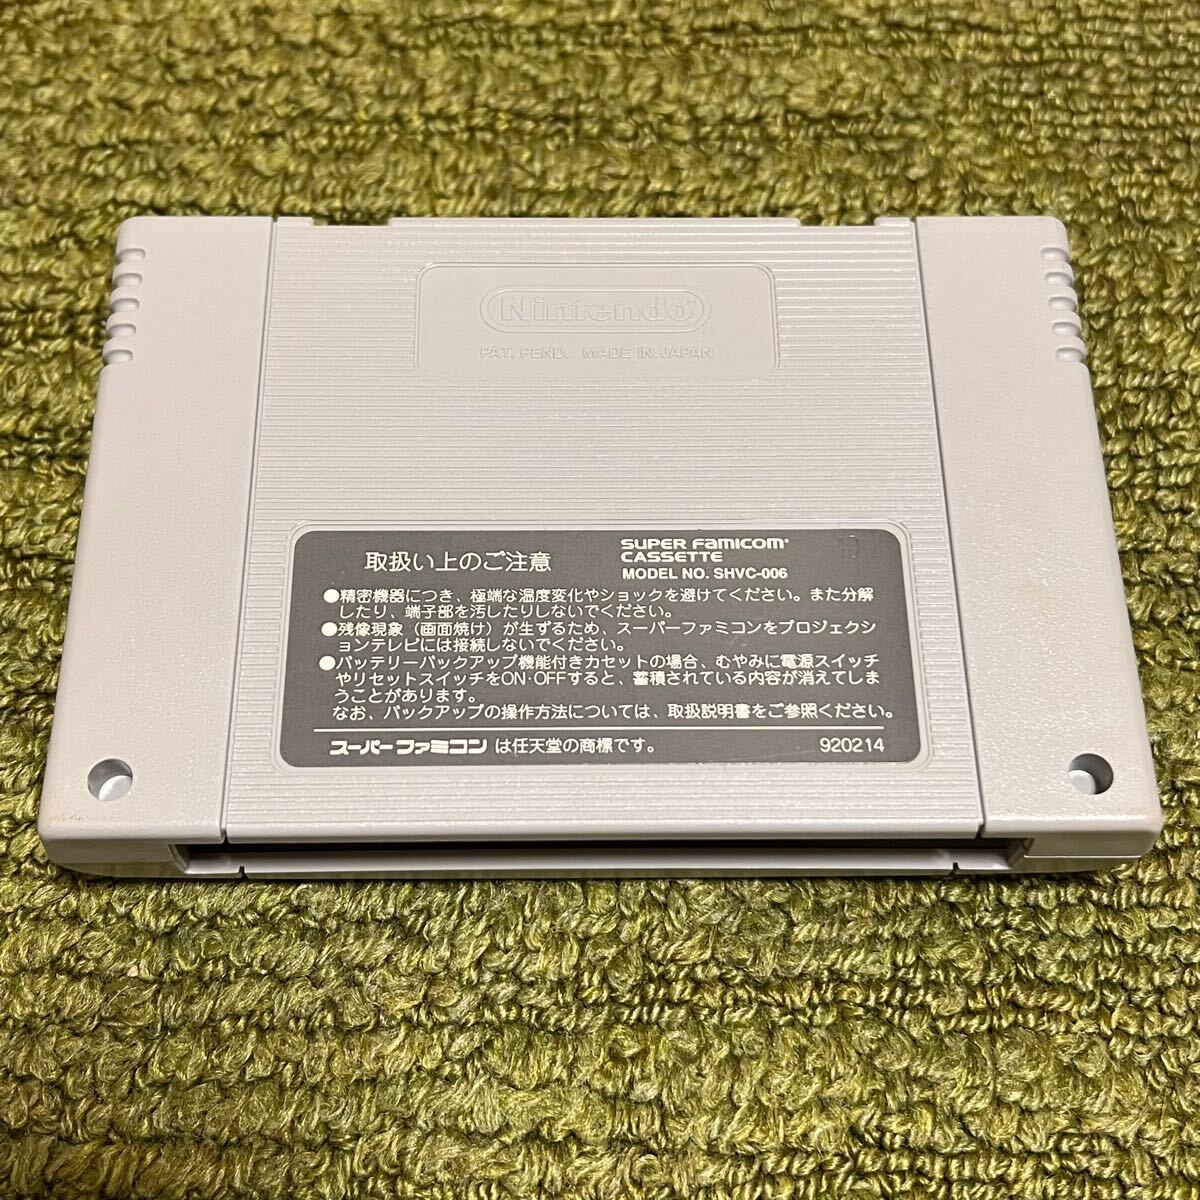 Nintendo
PAT. PEND. MADE IN JAPAN
取扱い上のご注意
SUPER FAMICOM
CASSETTE
MODEL NO. SHVC-006
●精密機器につき、極端な温度変化やショックを避けてください。また分解
したり、端子部を汚したりしないでください。
●残像現象（画面焼け）が生ずるため、スーパーファミコンをプロジェクシ
ョンテレビには接続しないでください。
●バッテリーバックアップ機能付きカセットの場合、むやみに電源スイッチ
やリセットスイッチをON·OFFすると、蓄積されている内容が消えてしま
うことがあります。
なお、バックアップの操作方法については、取扱説明書をご参照ください。
スーパーファミコン は任天堂の商標です。
920214